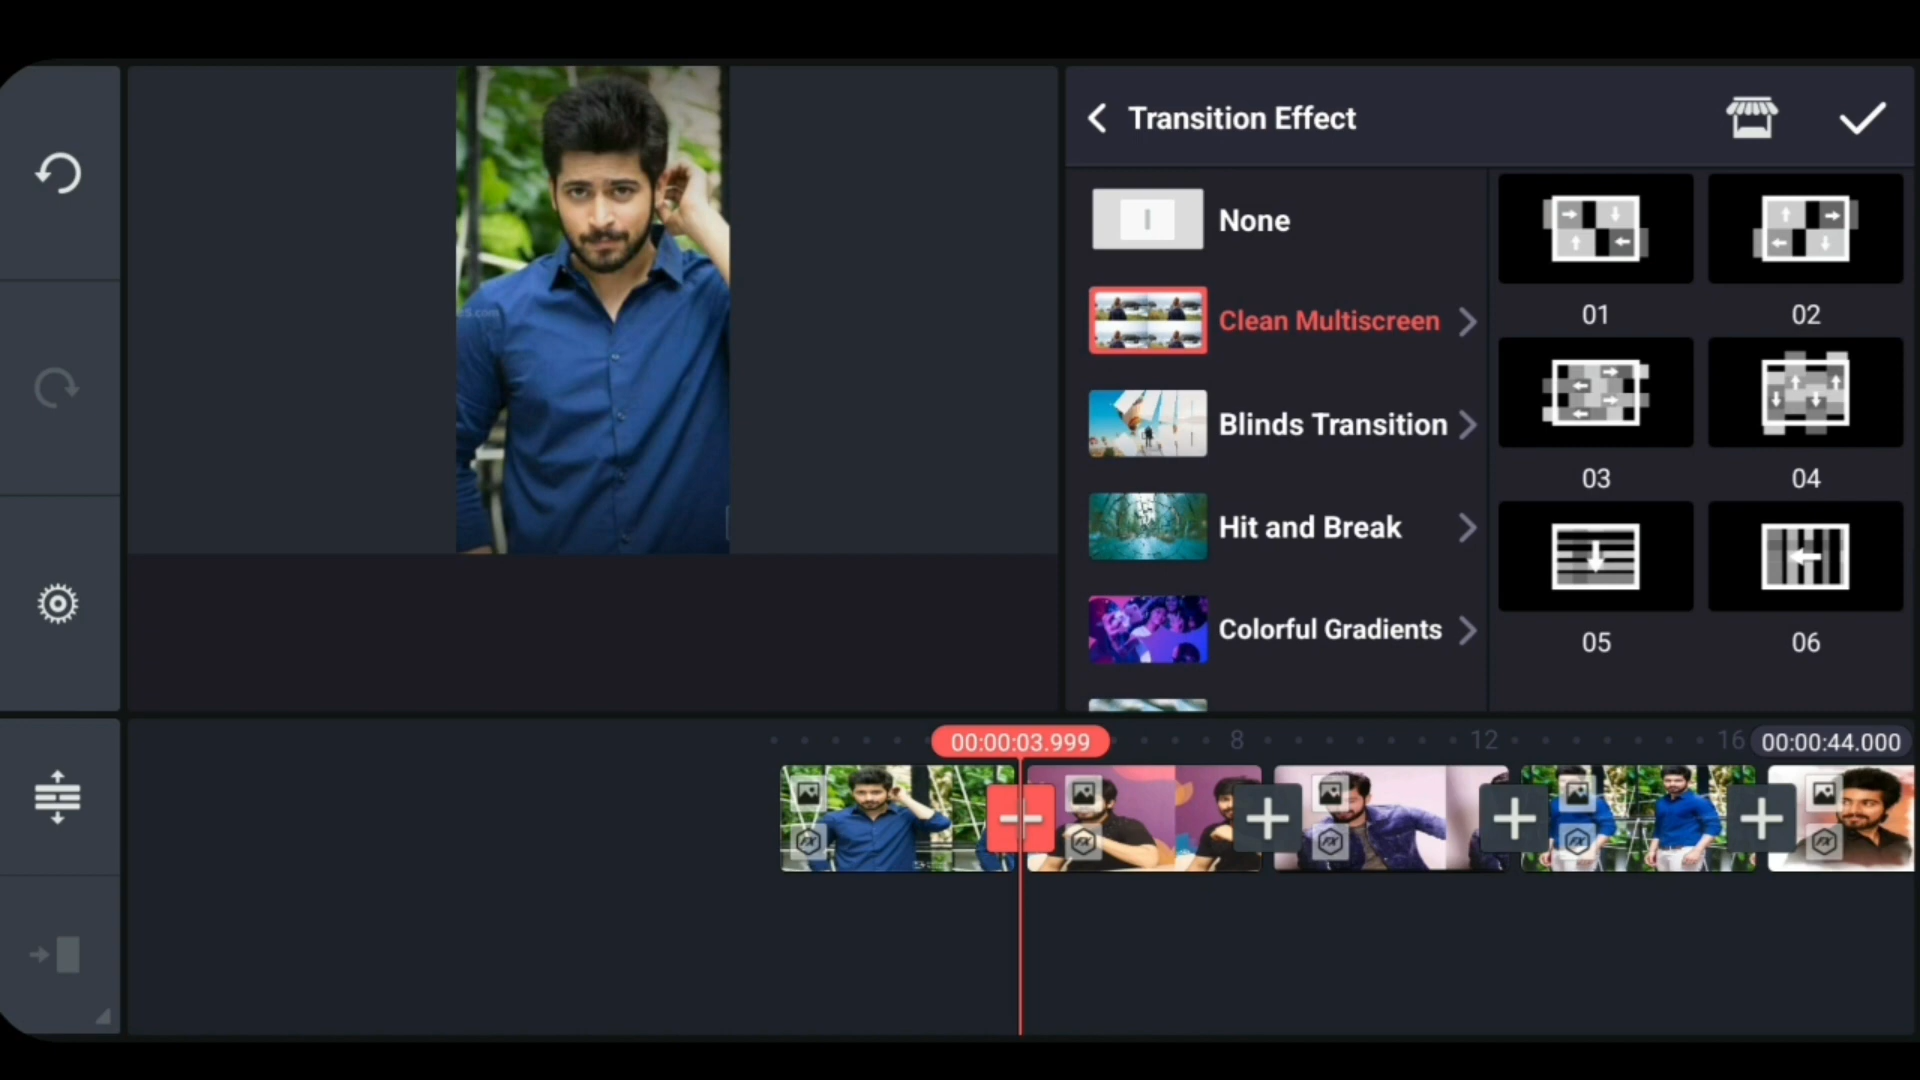 Transition Effect
None
Clean Multiscreen
Blinds Transition
Hit and Break
Colorful Gradients
01
02
03
04
05
06
00:00:03.999
8
12
16
00:00:44.000